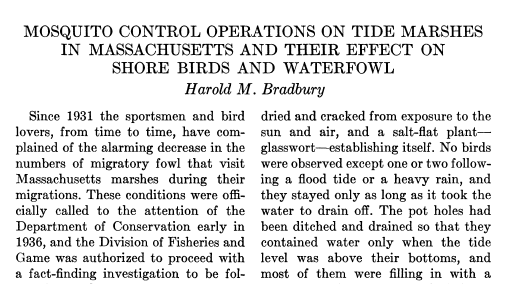 MOSQUITO CONTROL OPERATIONS ON TIDE MARSHES
IN MASSACHUSETTS AND THEIR EFFECT ON
SHORE BIRDS AND WATERFOWL
Harold M. Bradbury
Since 1931 the sportsmen and bird
lovers, from time to time, have com-
plained of the alarming decrease in the
numbers of migratory fowl that visit
Massachusetts marshes during their
migrations. These conditions were offi-
cially called to the attention of the
Department of Conservation early in
1936, and the Division of Fisheries and
Game was authorized to proceed with
a fact-finding investigation to be fol-
dried and cracked from exposure to the
sun and air, and a salt-flat plant—
glasswort—establishing itself. No birds
were observed except one or two follow-
ing a flood tide or a heavy rain, and
they stayed only as long as it took the
water to drain off. The pot holes had
been ditched and drained so that they
contained water only when the tide
level was above their bottoms, and
most of them were filling in with a